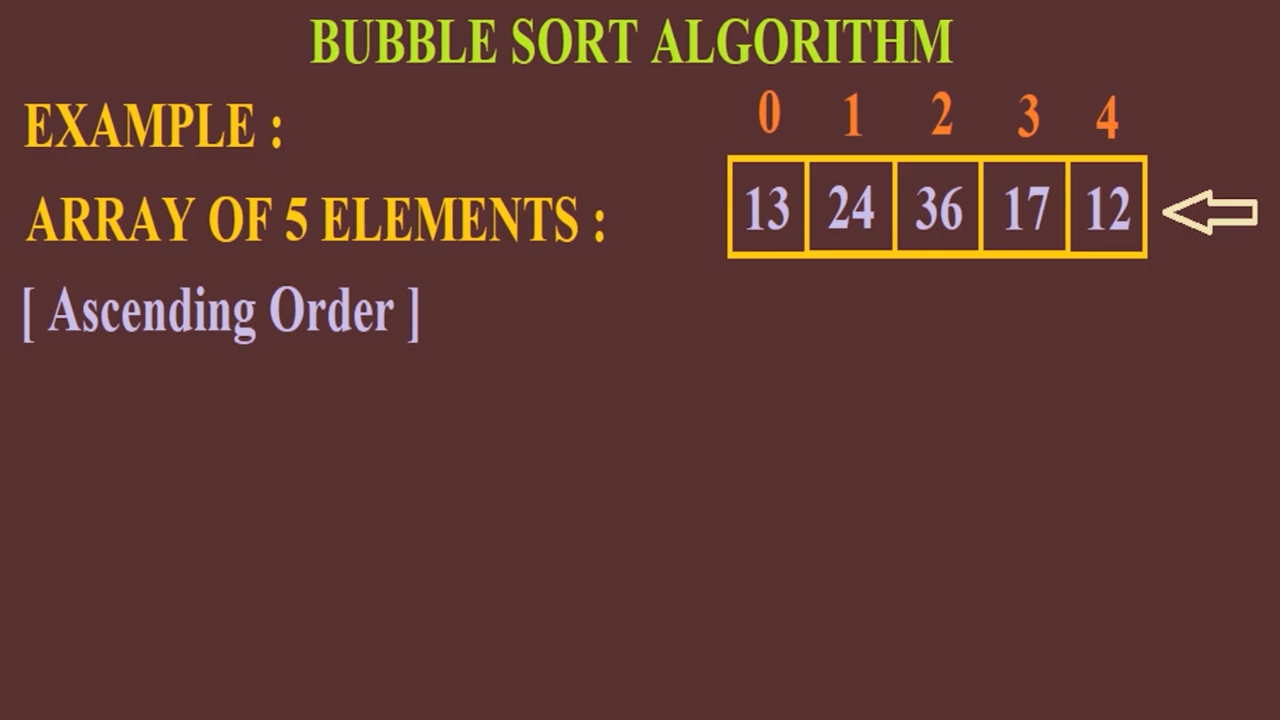 BUBBLE SORT ALGORITHM
EXAMPLE :
0 1 2 3 4
ARRAY OF 5 ELEMENTS : 13 24 36 17 12
[ Ascending Order ]